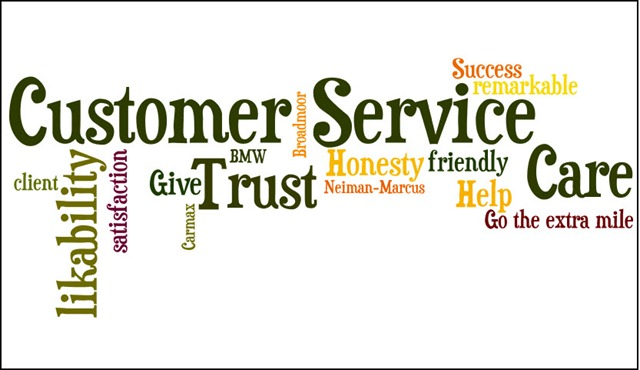 Success
remarkable
Customer Service
Broadmoor
BMW
Honesty
friendly
Care
client
likability
satisfaction
Give
Trust
Carmax
Neiman-Marcus
Help
Go the extra mile